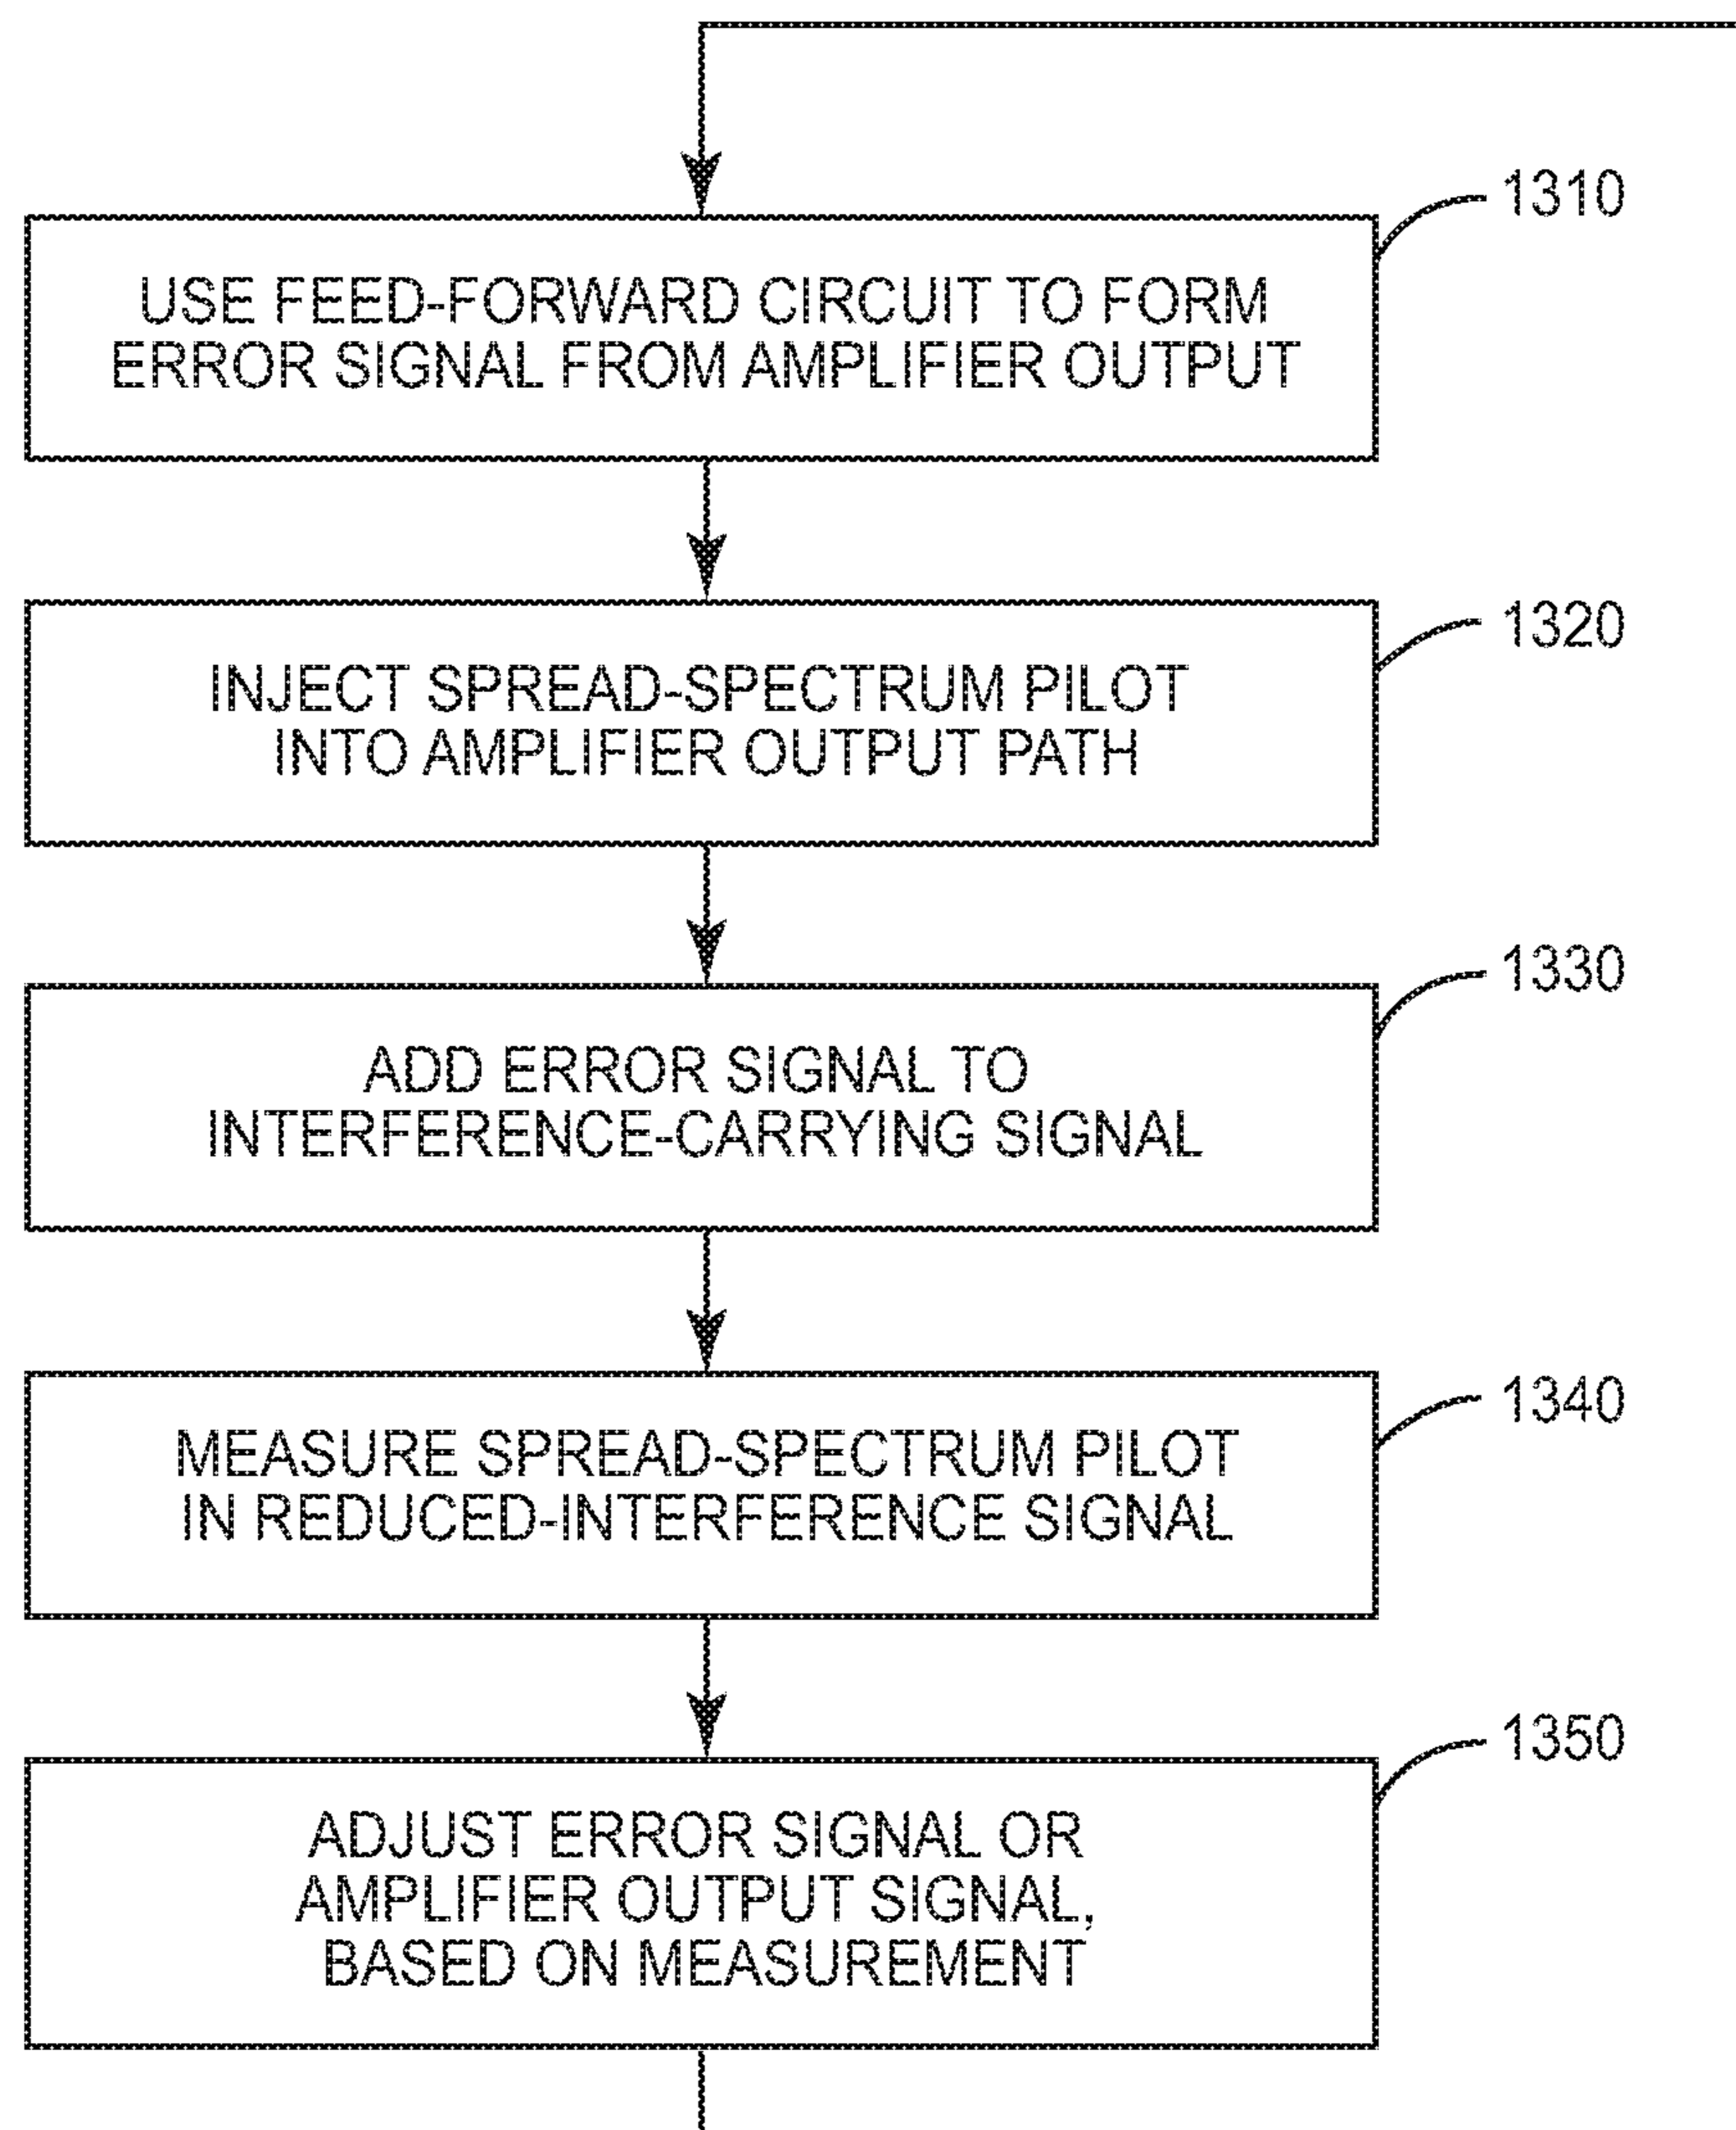 1310
USE FEED-FORWARD CIRCUIT TO FORM
ERROR SIGNAL FROM AMPLIFIER OUTPUT
1320
INJECT SPREAD-SPECTRUM PILOT
INTO AMPLIFIER OUTPUT PATH
1330
ADD ERROR SIGNAL TO
INTERFERENCE-CARRYING SIGNAL
1340
MEASURE SPREAD-SPECTRUM PILOT
IN REDUCED-INTERFERENCE SIGNAL
1350
ADJUST ERROR SIGNAL OR
AMPLIFIER OUTPUT SIGNAL,
BASED ON MEASUREMENT